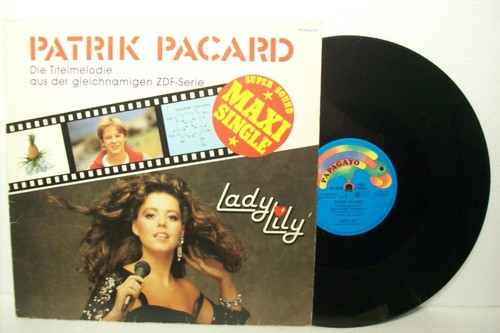 PATRIK PACARD
Die Titelmelodie
aus der gleichnamigen ZDF-Serie
SUPER SOUND
MAXI
SINGLE
Lady Lily
PAPAGAYO